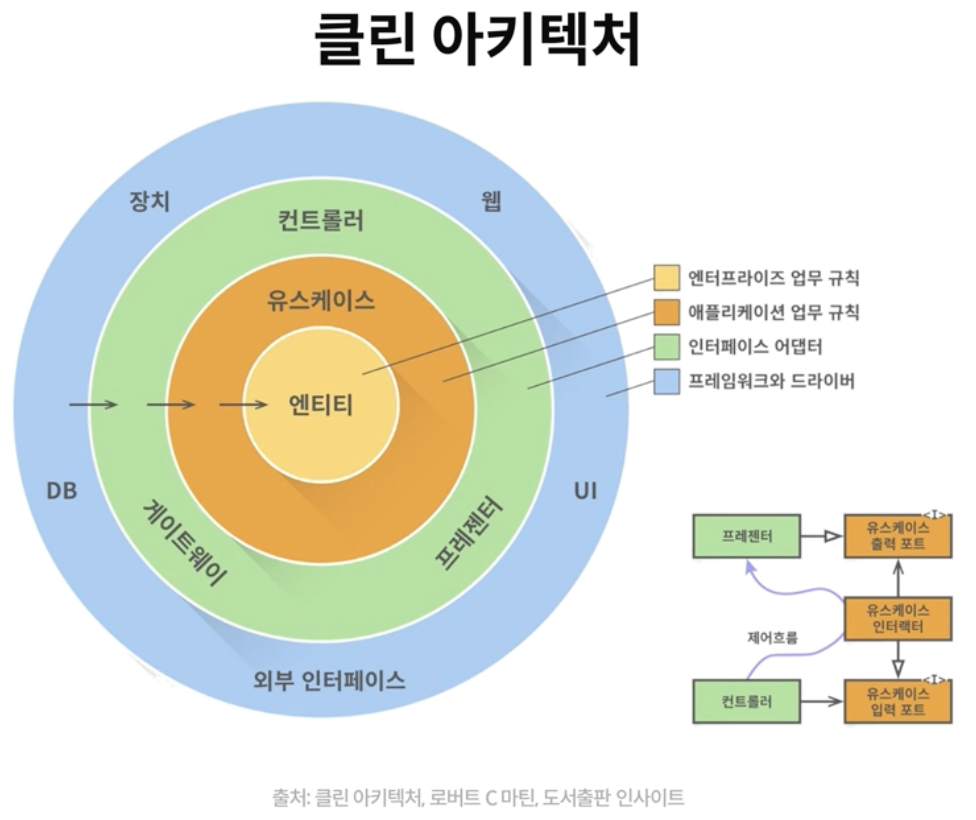 클린 아키텍처
장치
웹
컨트롤러
유스케이스
엔티티
DB
UI
게이트웨이
프레젠터
외부 인터페이스
엔터프라이즈 업무 규칙
애플리케이션 업무 규칙
인터페이스 어댑터
프레임워크와 드라이버
프레젠터
<I>
유스케이스
출력 포트
유스케이스
인터랙터
제어흐름
컨트롤러
<I>
유스케이스
입력 포트
출처: 클린 아키텍처, 로버트 C 마틴, 도서출판 인사이트